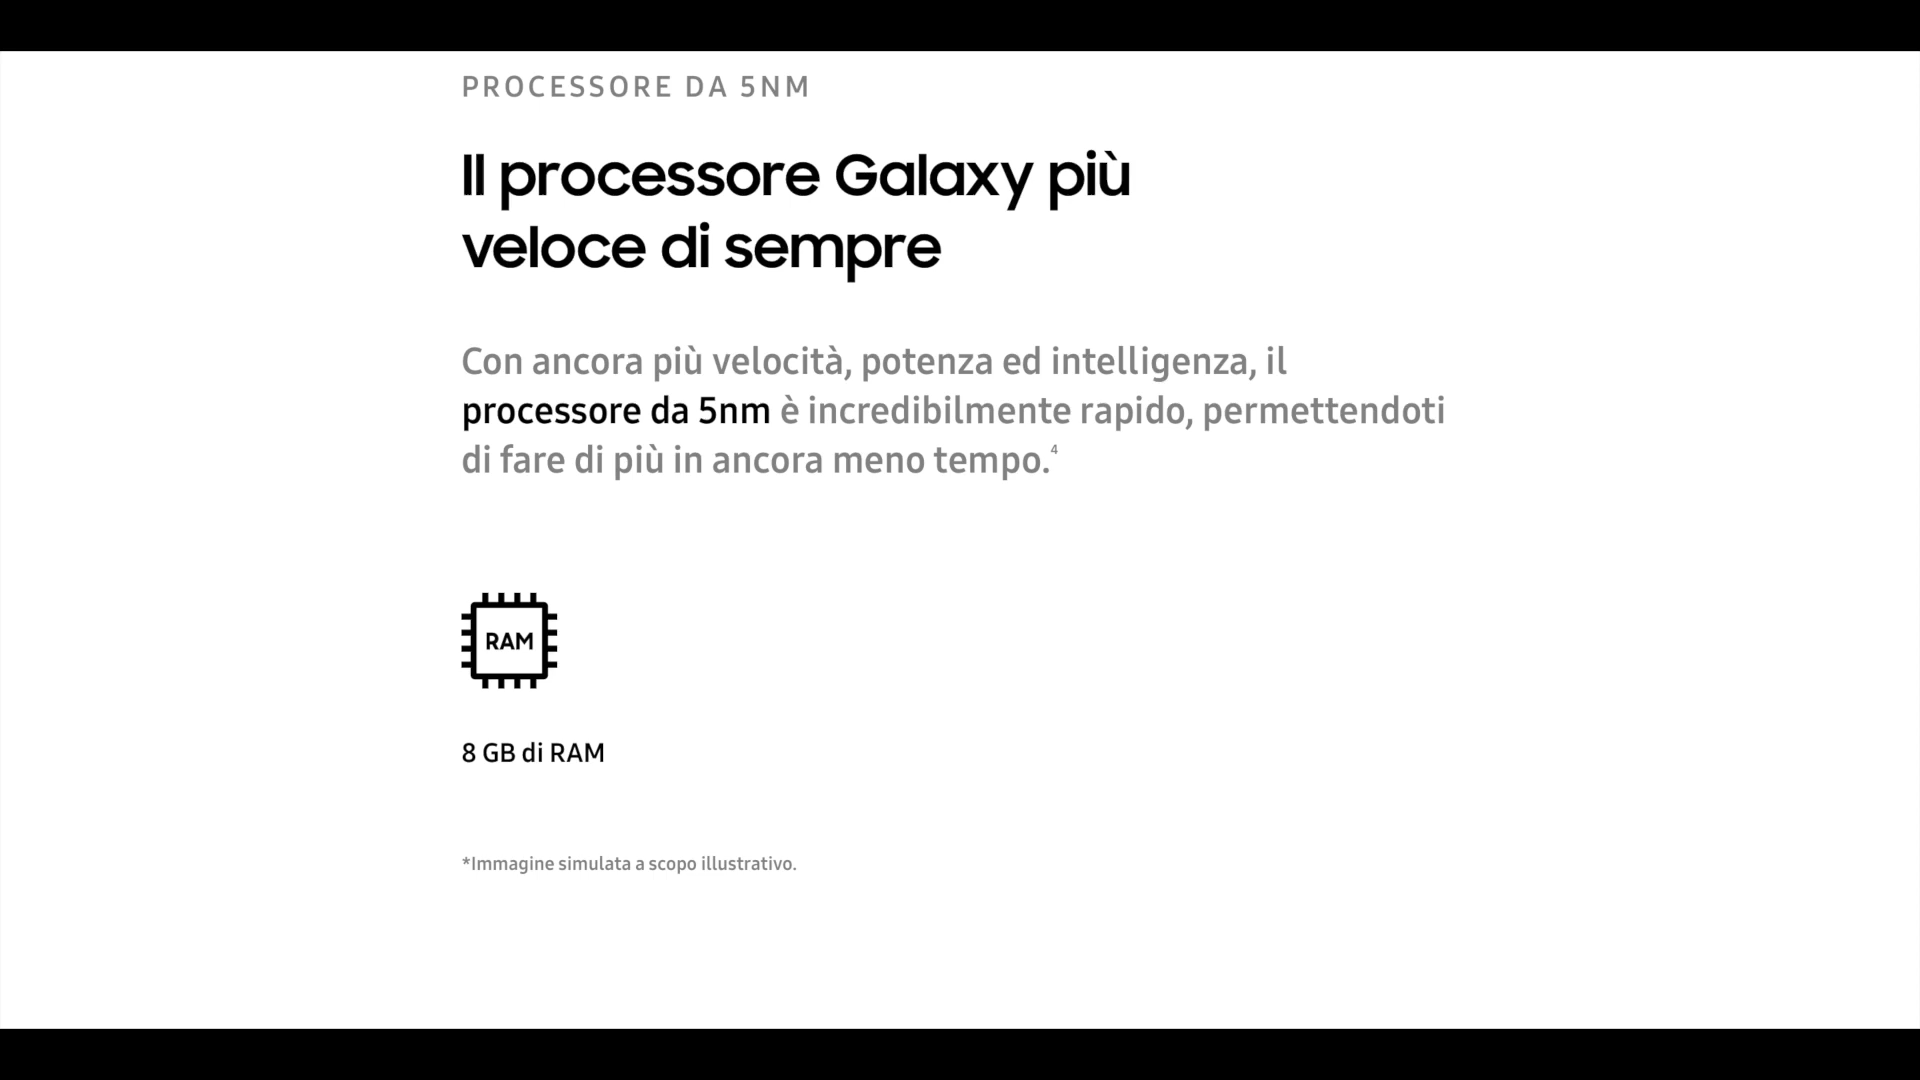 PROCESSORE DA 5NM
Il processore Galaxy più
veloce di sempre
Con ancora più velocità, potenza ed intelligenza, il
processore da 5nm è incredibilmente rapido, permettendoti
di fare di più in ancora meno tempo.⁴
RAM
8 GB di RAM
*Immagine simulata a scopo illustrativo.